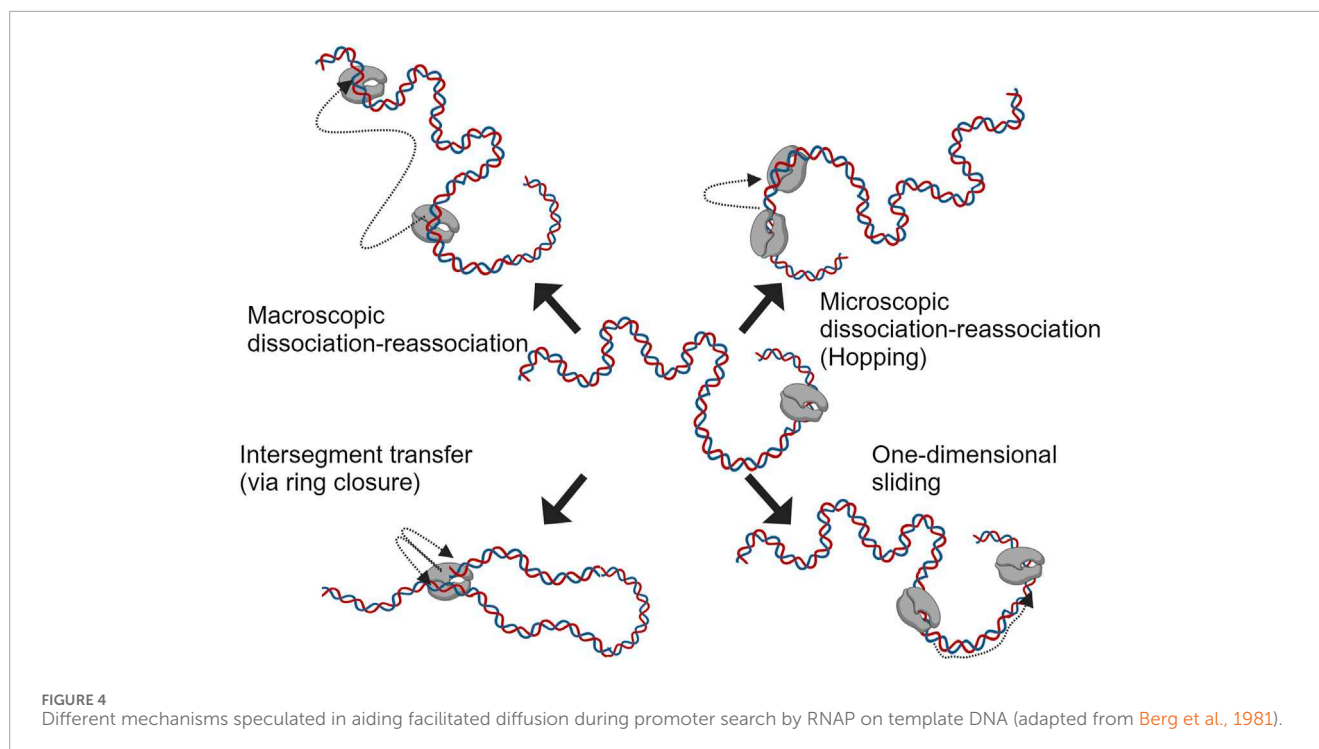 Macroscopic
dissociation-reassociation
Microscopic
dissociation-reassociation
(Hopping)
Intersegment transfer
(via ring closure)
One-dimensional
sliding
FIGURE 4
Different mechanisms speculated in aiding facilitated diffusion during promoter search by RNAP on template DNA (adapted from Berg et al., 1981).